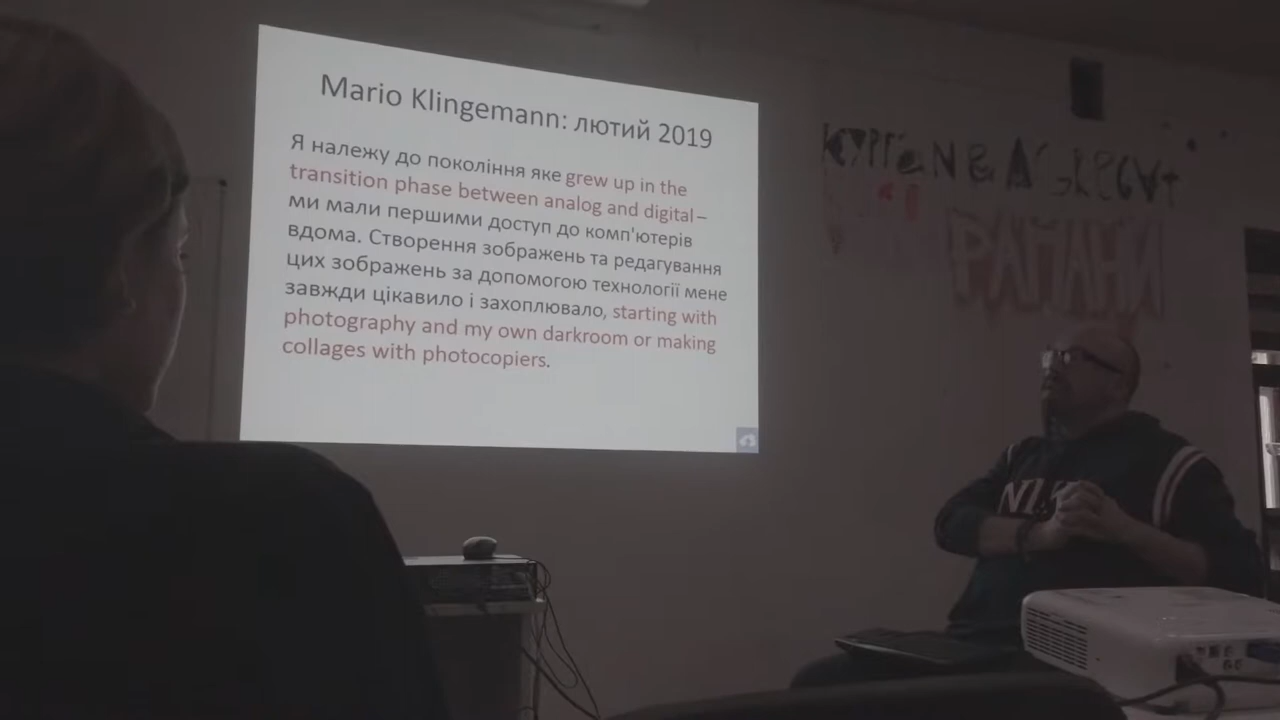 Mario Klingemann: лютий 2019
Я належу до покоління яке grew up in the
transition phase between analog and digital –
ми мали першими доступ до комп'ютерів
вдома. Створення зображень та редагування
цих зображень за допомогою технології мене
завжди цікавило і захоплювало, starting with
photography and my own darkroom or making
collages with photocopiers.